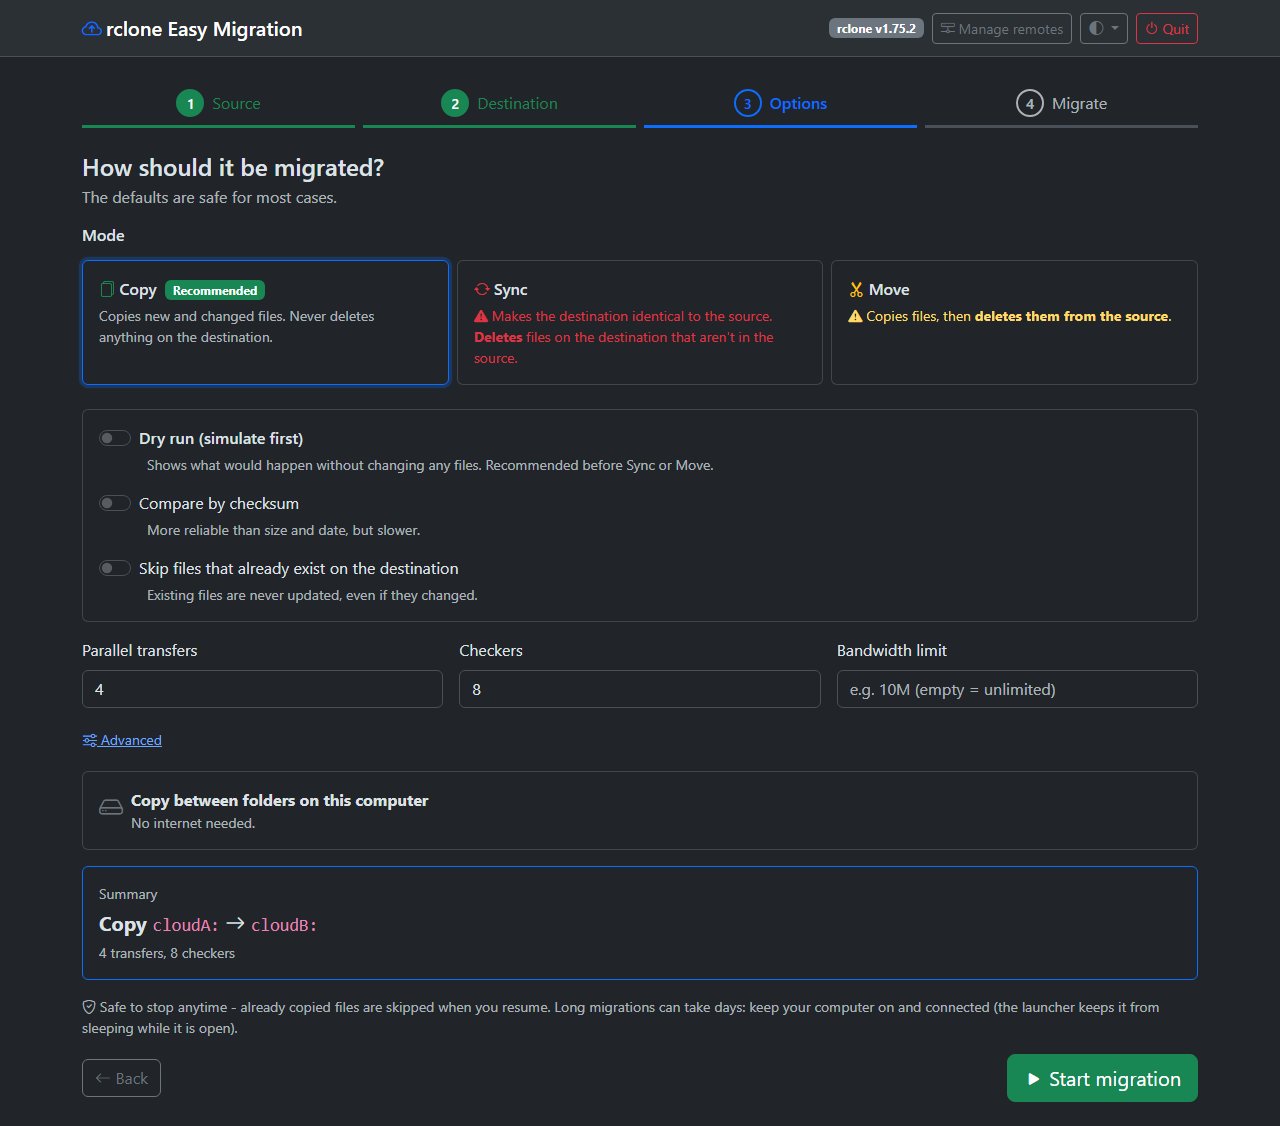 rclone Easy Migration
rclone v1.75.2
Manage remotes
Quit
1 Source
2 Destination
3 Options
4 Migrate
How should it be migrated?
The defaults are safe for most cases.
Mode
Copy Recommended
Copies new and changed files. Never deletes
anything on the destination.
Sync
Makes the destination identical to the source.
Deletes files on the destination that aren't in the
source.
Move
Copies files, then deletes them from the source.
Dry run (simulate first)
Shows what would happen without changing any files. Recommended before Sync or Move.
Compare by checksum
More reliable than size and date, but slower.
Skip files that already exist on the destination
Existing files are never updated, even if they changed.
Parallel transfers
4
Checkers
8
Bandwidth limit
e.g. 10M (empty = unlimited)
Advanced
Copy between folders on this computer
No internet needed.
Summary
Copy cloudA: → cloudB:
4 transfers, 8 checkers
Safe to stop anytime - already copied files are skipped when you resume. Long migrations can take days: keep your computer on and connected (the launcher keeps it from
sleeping while it is open).
← Back
Start migration